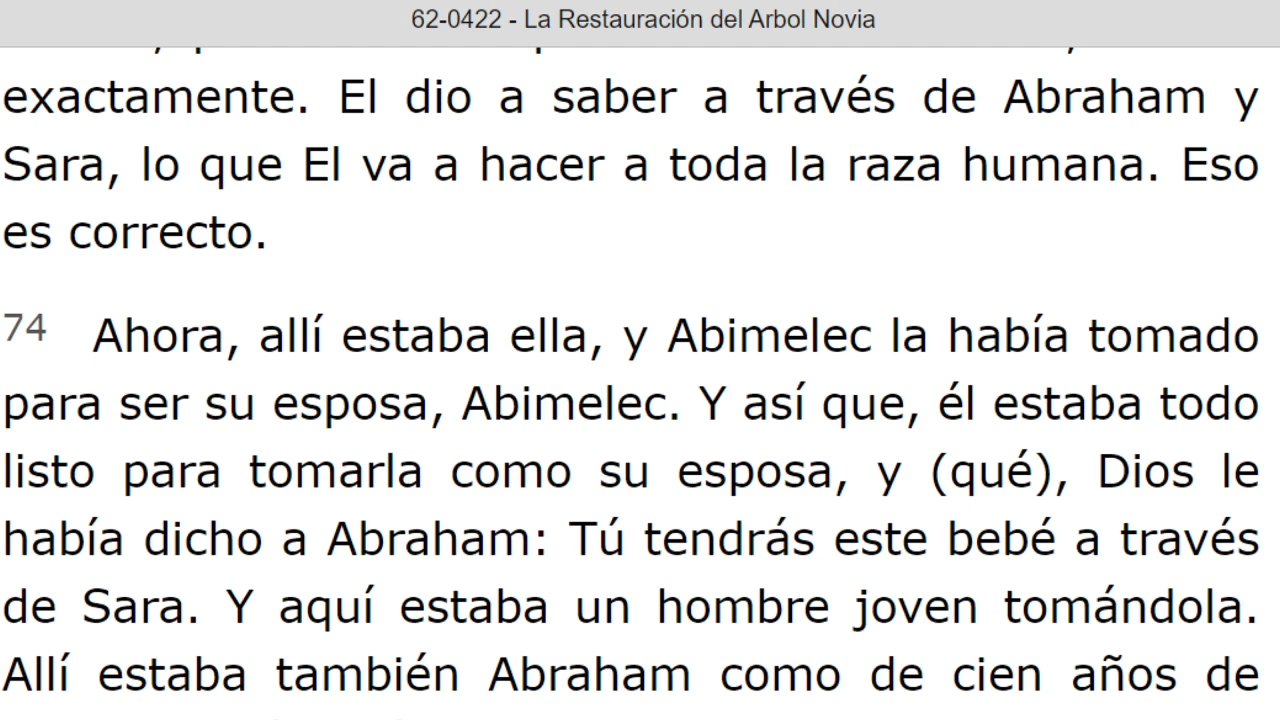 62-0422 - La Restauración del Arbol Novia
exactamente. El dio a saber a través de Abraham y
Sara, lo que El va a hacer a toda la raza humana. Eso
es correcto.
74 Ahora, allí estaba ella, y Abimelec la había tomado
para ser su esposa, Abimelec. Y así que, él estaba todo
listo para tomarla como su esposa, y (qué), Dios le
había dicho a Abraham: Tú tendrás este bebé a través
de Sara. Y aquí estaba un hombre joven tomándola.
Allí estaba también Abraham como de cien años de